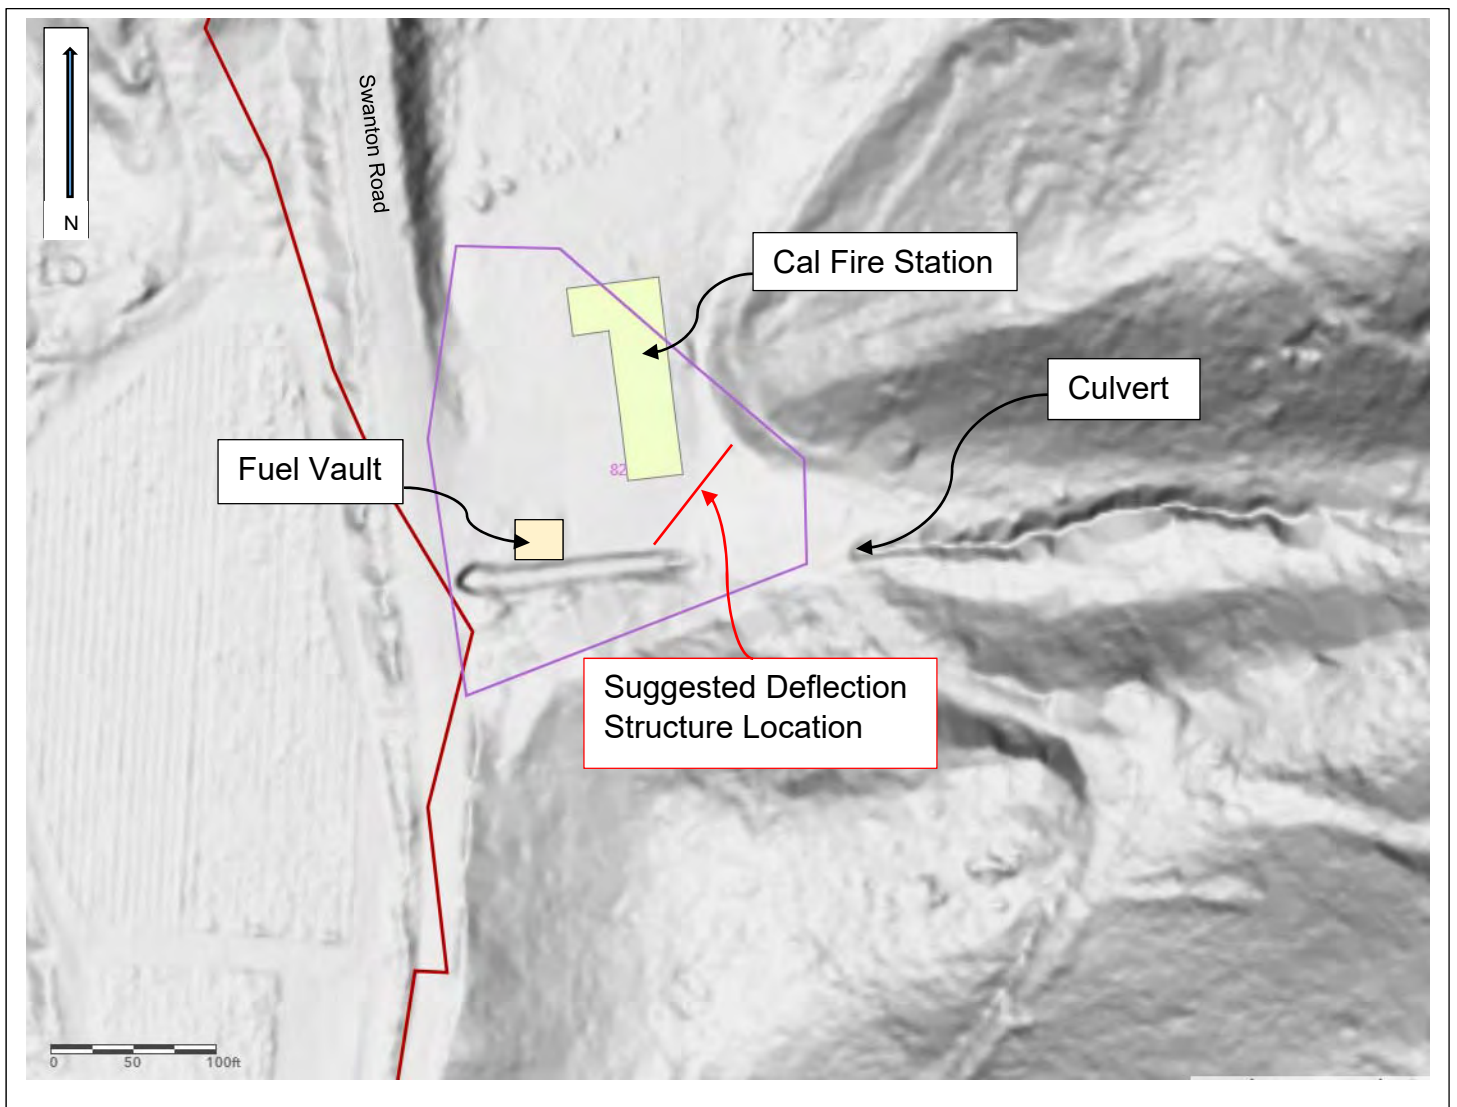 Swanton Road
N
Cal Fire Station
Culvert
Fuel Vault
82
Suggested Deflection
Structure Location
0 50 100ft